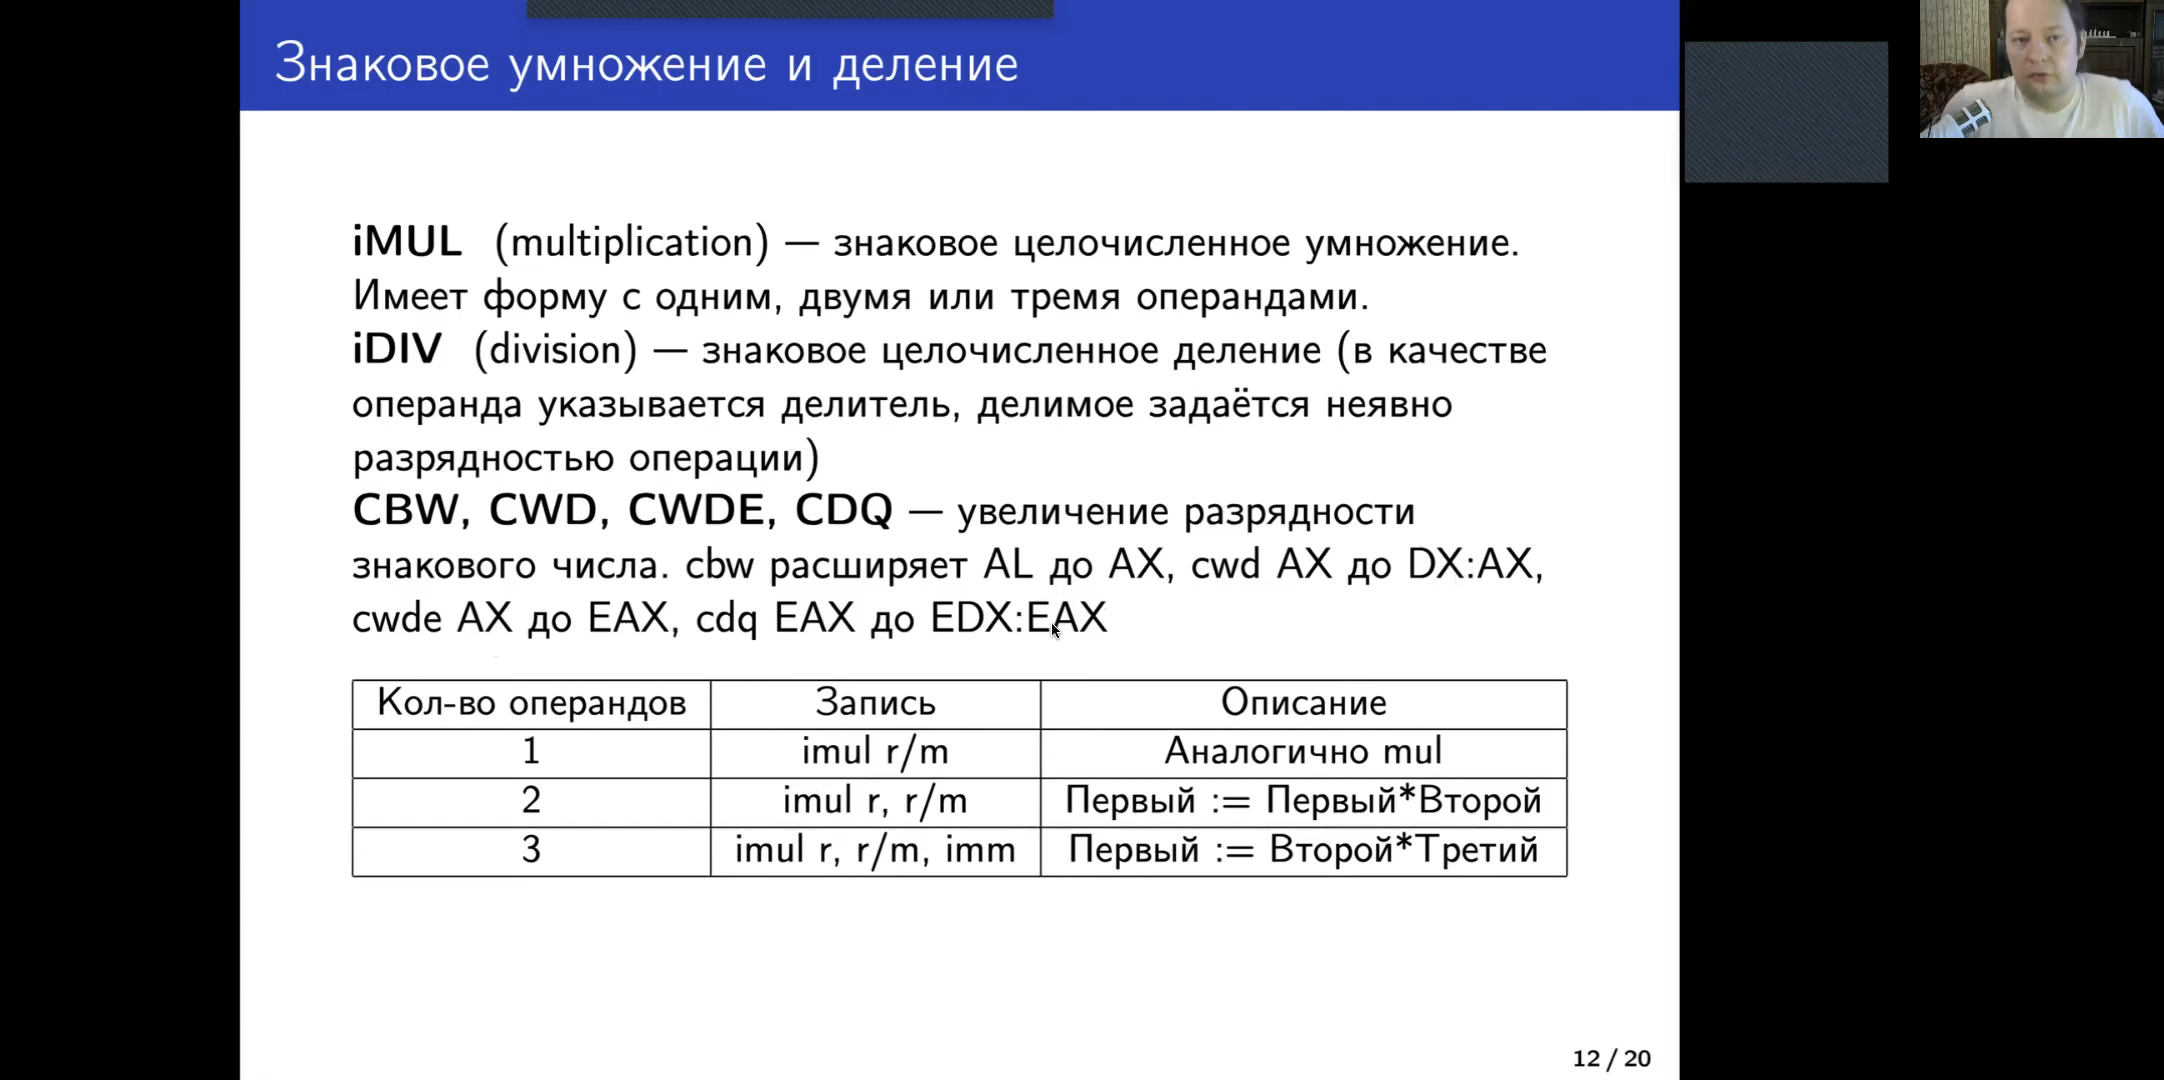 Знаковое умножение и деление
iMUL (multiplication) — знаковое целочисленное умножение.
Имеет форму с одним, двумя или тремя операндами.
iDIV (division) — знаковое целочисленное деление (в качестве
операнда указывается делитель, делимое задаётся неявно
разрядностью операции)
CBW, CWD, CWDE, CDQ — увеличение разрядности
знакового числа. cbw расширяет AL до AX, cwd AX до DX:AX,
cwde AX до EAX, cdq EAX до EDX:EAX
Кол-во операндов Запись Описание
1 imul r/m Аналогично mul
2 imul r, r/m Первый := Первый*Второй
3 imul r, r/m, imm Первый := Второй*Третий
12 / 20